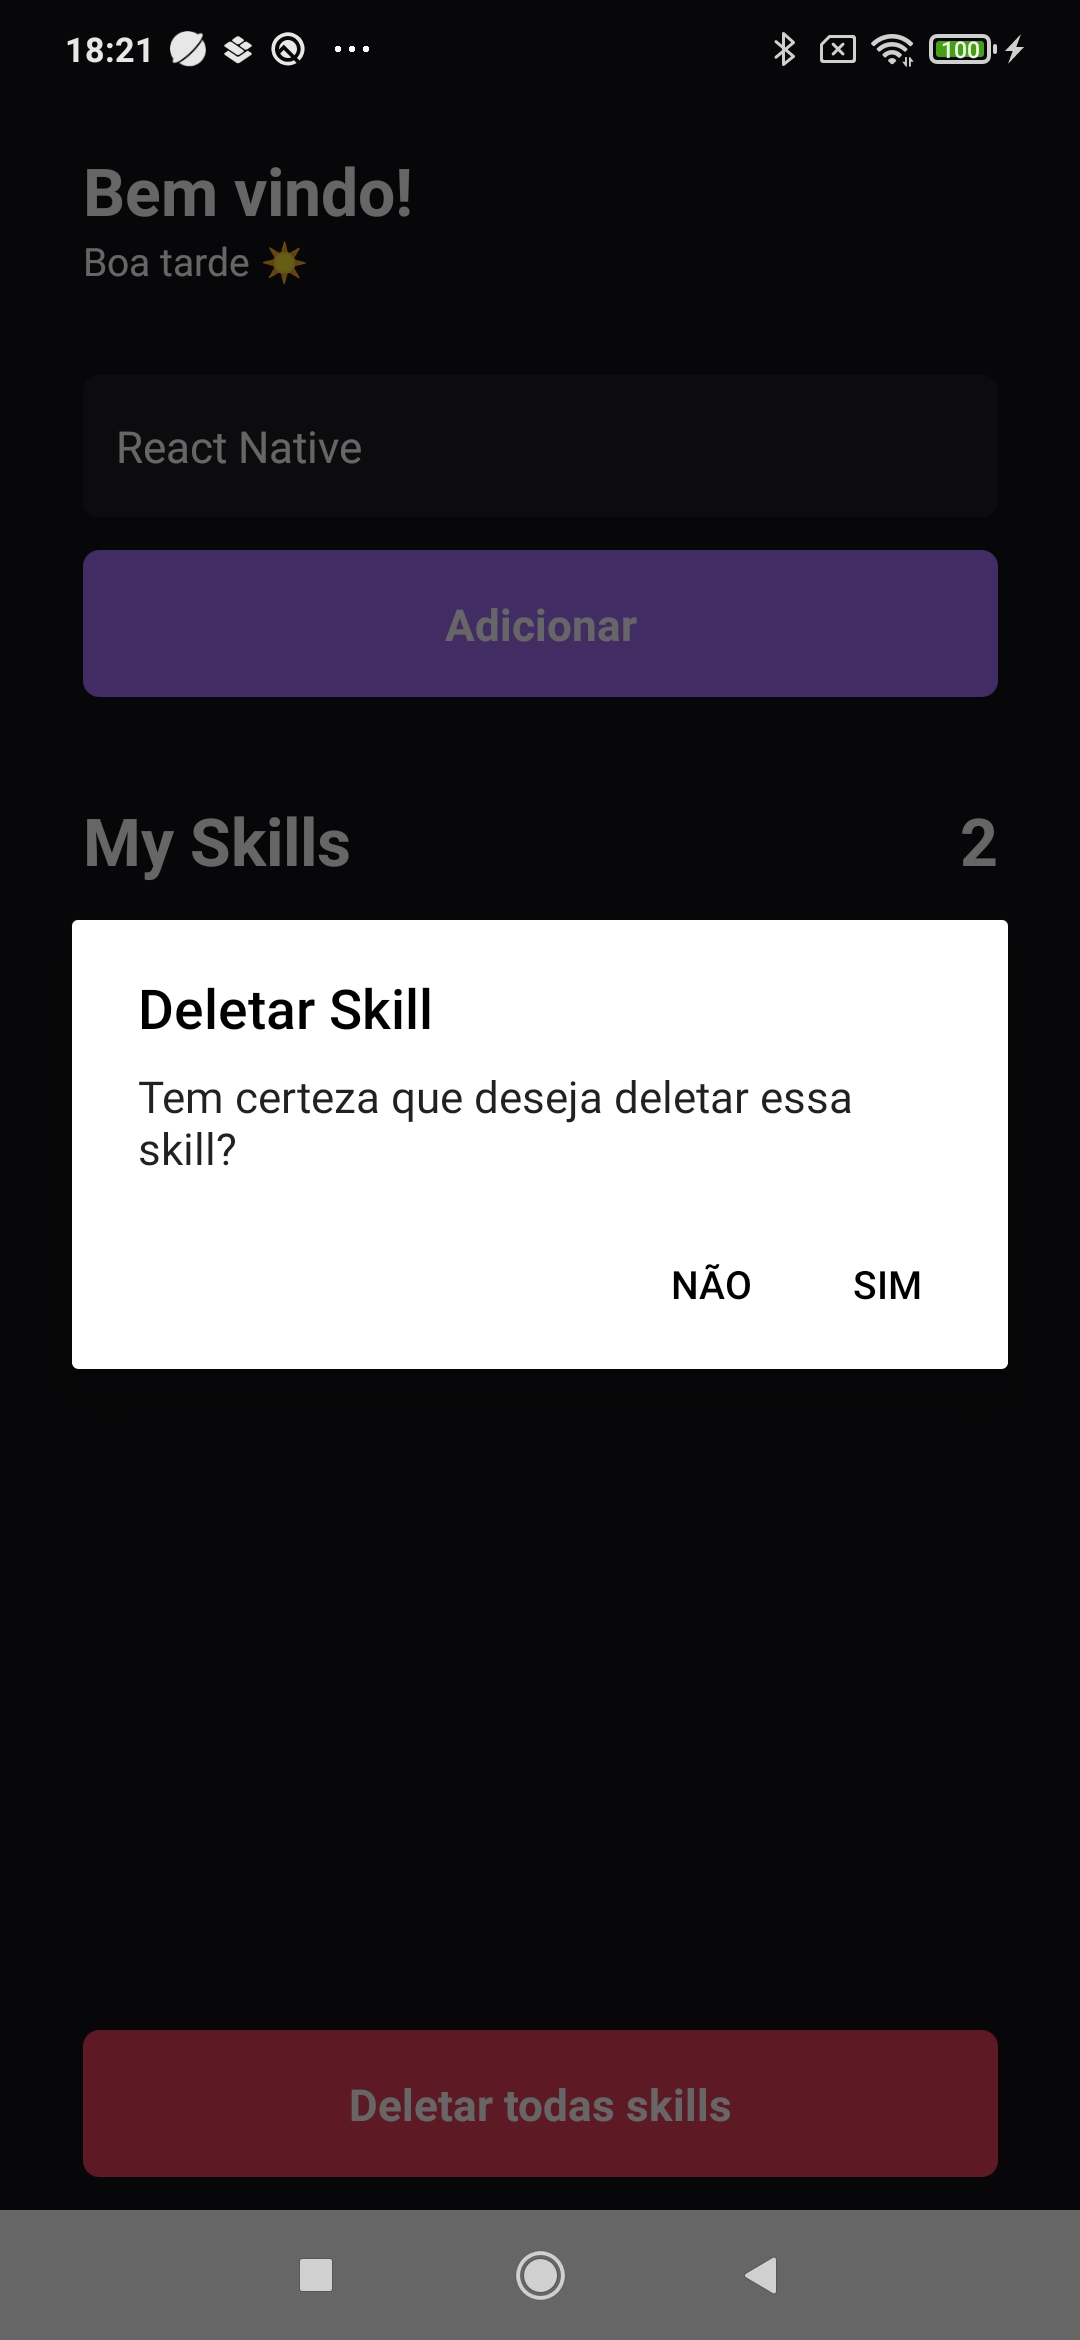 18:21
100
Bem vindo!
Boa tarde ☀
React Native
Adicionar
My Skills 2
Deletar Skill
Tem certeza que deseja deletar essa
skill?
NÃO SIM
Deletar todas skills